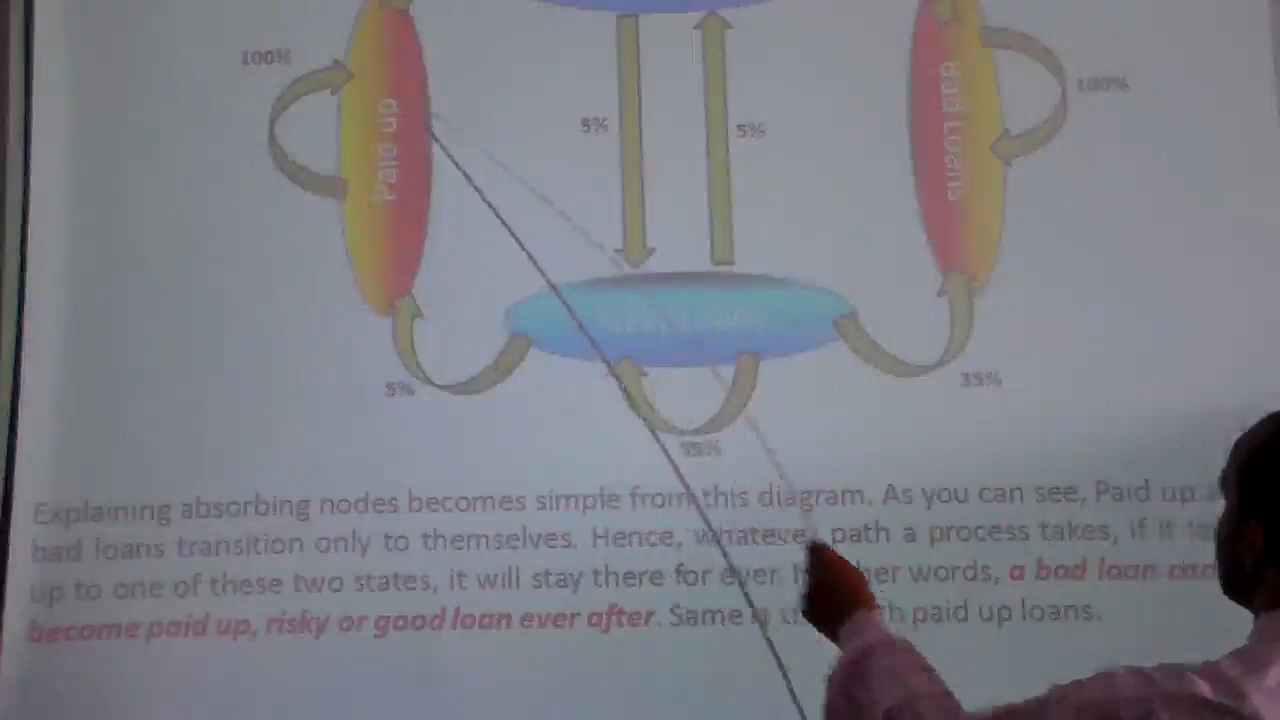 100%
Paid up
5%
5%
Bad Loans
100%
5%
35%
55%
Explaining absorbing nodes becomes simple from this diagram. As you can see, Paid up
bad loans transition only to themselves. Hence, whatever path a process takes, if it
up to one of these two states, it will stay there for ever. words, a bad loan
become paid up, risky or good loan ever after. Same paid up loans.